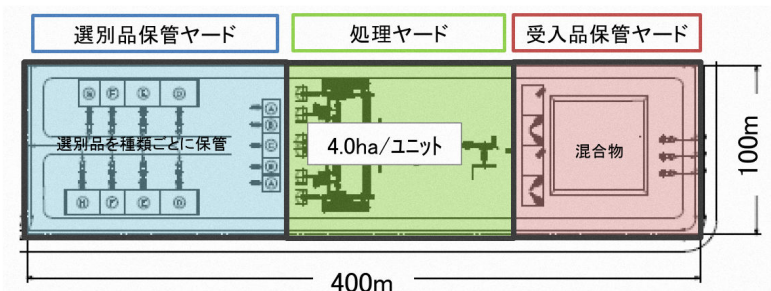 選別品保管ヤード
処理ヤード
受入品保管ヤード
選別品を種類ごとに保管
4.0ha/ユニット
混合物
100m
400m
Ⓕ Ⓔ Ⓓ
Ⓐ
Ⓑ
Ⓒ
Ⓐ
Ⓗ Ⓕ Ⓔ Ⓓ